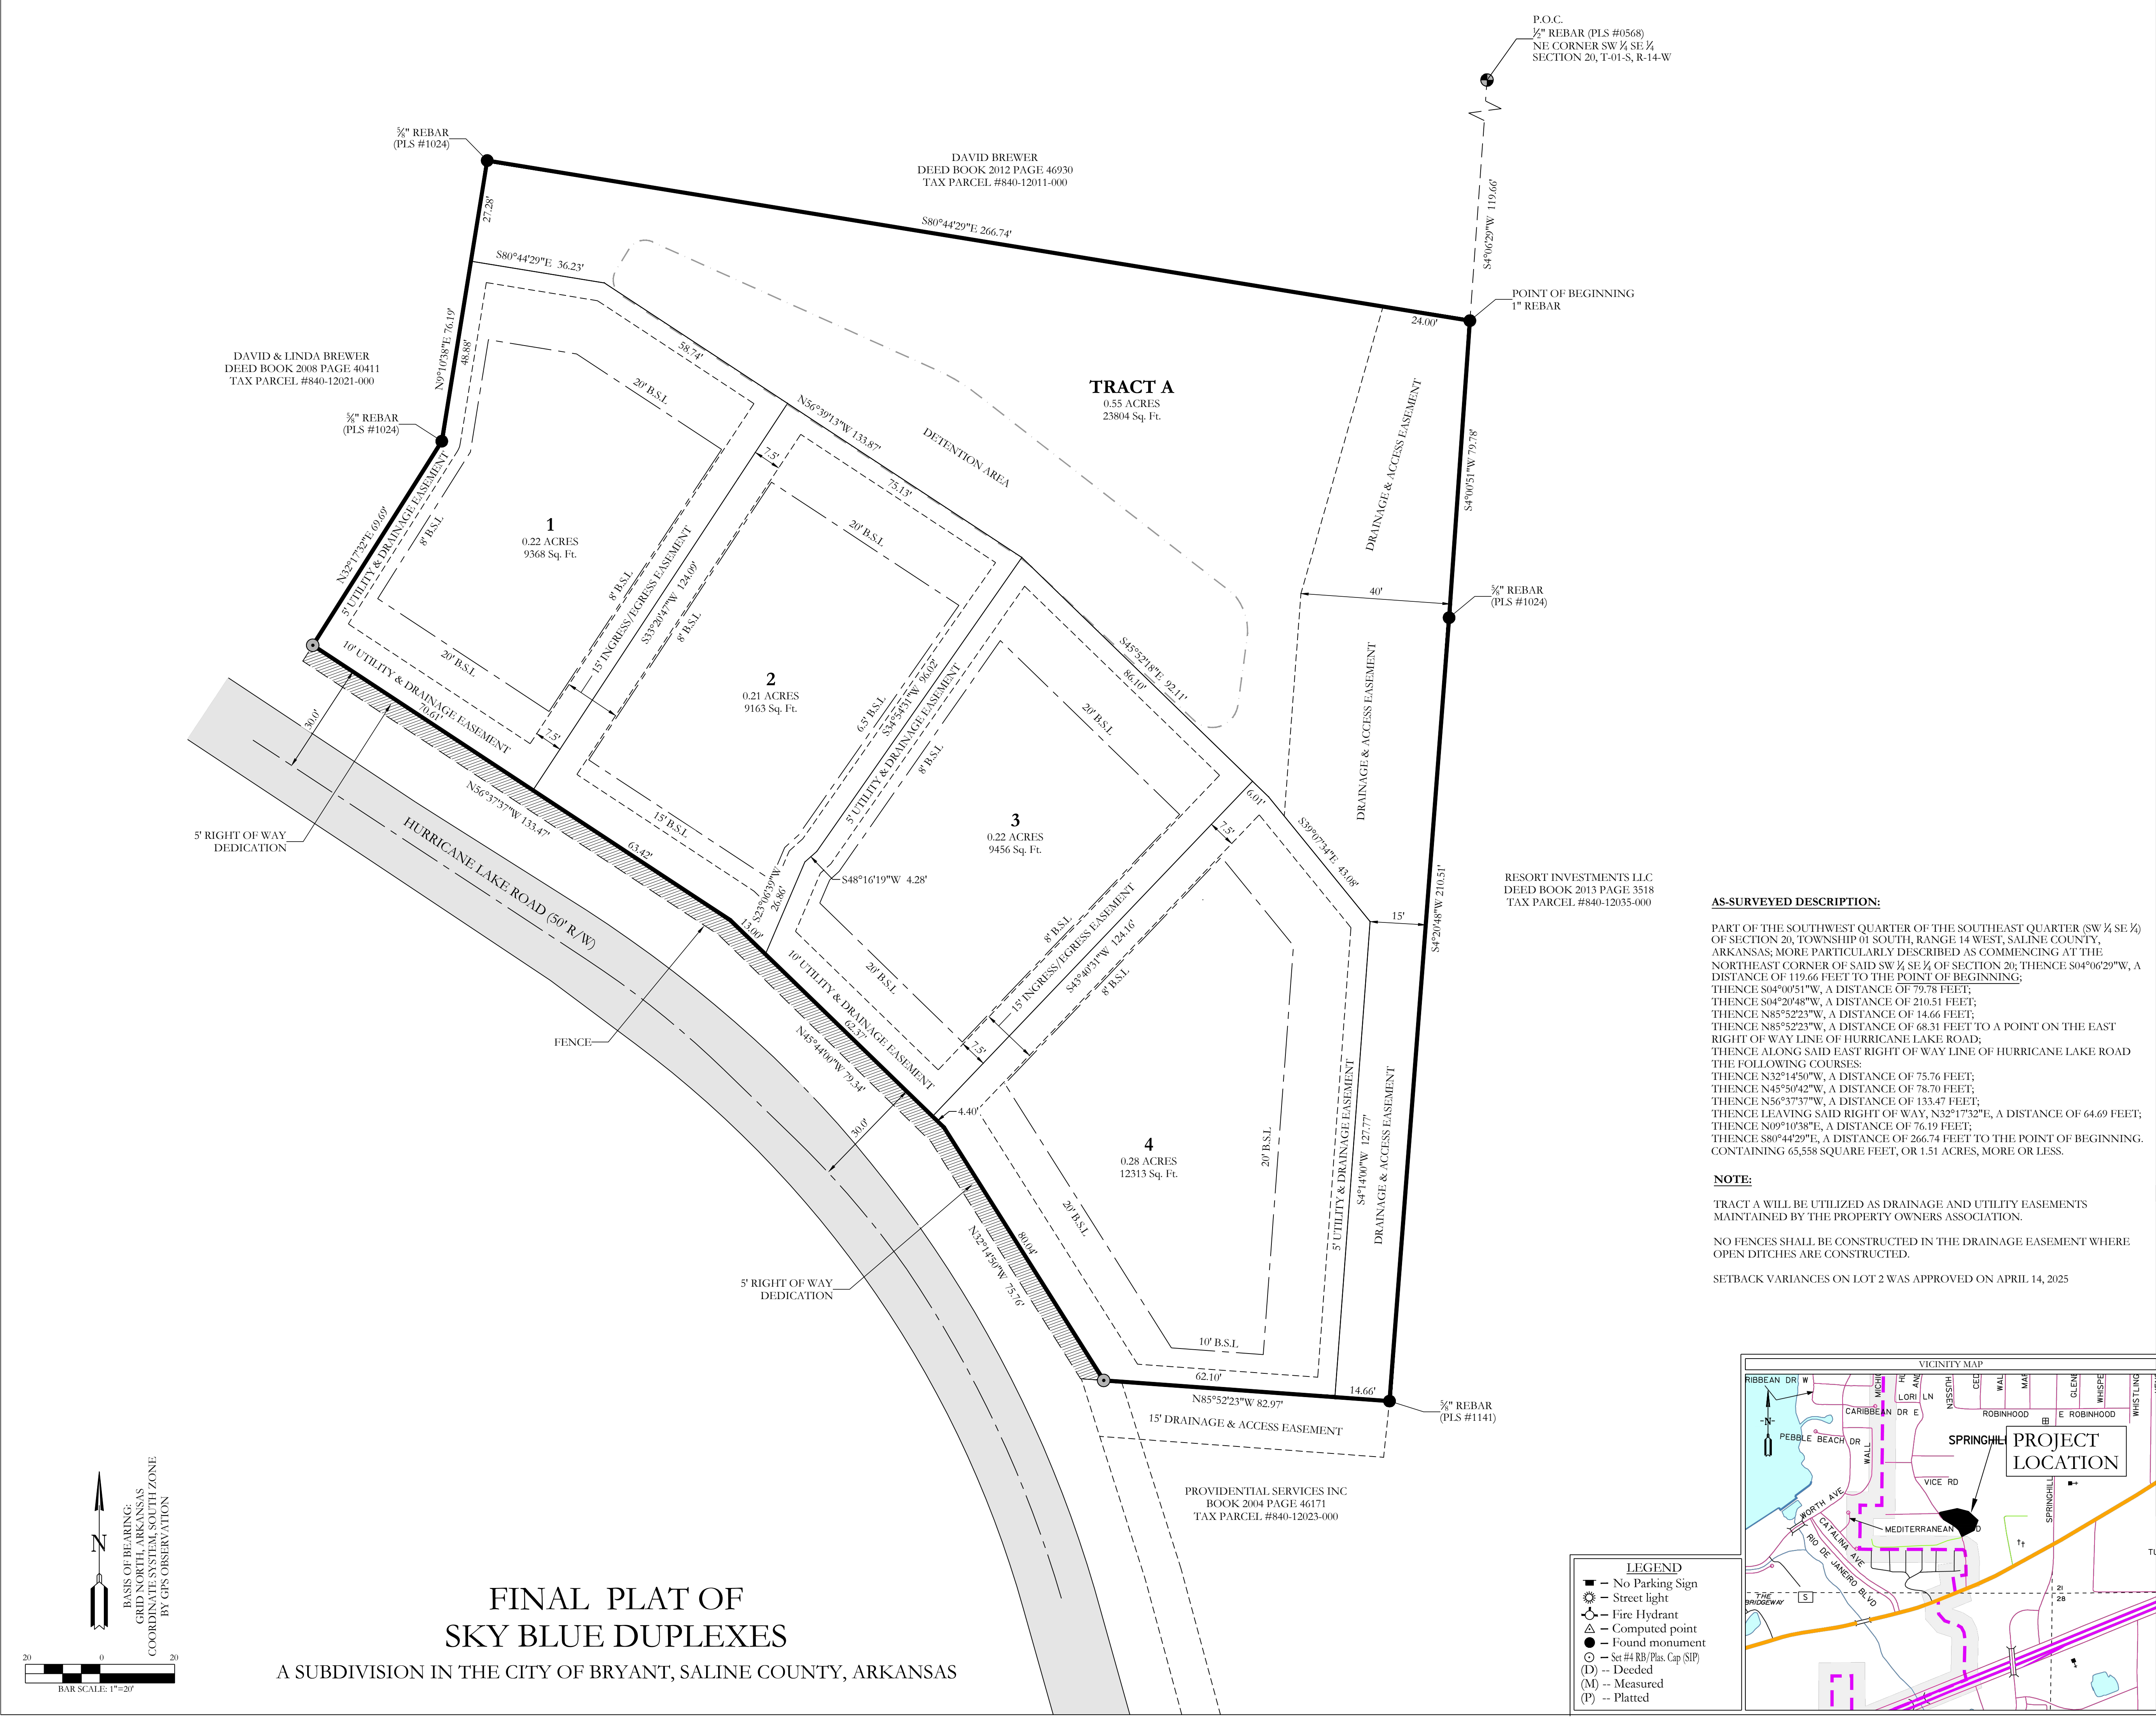 P.O.C.
½" REBAR (PLS #0568)
NE CORNER SW ¼ SE ¼
SECTION 20, T-01-S, R-14-W
⅝" REBAR
(PLS #1024)
DAVID BREWER
DEED BOOK 2012 PAGE 46930
TAX PARCEL #840-12011-000
S4°06'29"W 119.66'
27.28'
S80°44'29"E 266.74'
S80°44'29"E 36.23'
POINT OF BEGINNING
1" REBAR
24.00'
N9°10'38"E 76.19'
48.88'
58.74'
DAVID & LINDA BREWER
DEED BOOK 2008 PAGE 40411
TAX PARCEL #840-12021-000
20' B.S.L
TRACT A
0.55 ACRES
23804 Sq. Ft.
N56°39'13"W 133.87'
DETENTION AREA
DRAINAGE & ACCESS EASEMENT
S4°00'51"W 79.78'
⅝" REBAR
(PLS #1024)
7.5'
75.13'
N32°17'32"E 69.69'
5' UTILITY & DRAINAGE EASEMENT
8' B.S.L
1
0.22 ACRES
9368 Sq. Ft.
20' B.S.L
8' B.S.L
15' INGRESS/EGRESS EASEMENT
S33°20'47"W 124.09'
8' B.S.L
40'
⅝" REBAR
(PLS #1024)
20' B.S.L
10' UTILITY & DRAINAGE EASEMENT
70.61'
2
0.21 ACRES
9163 Sq. Ft.
6.5' B.S.L
S34°54'31"W 96.02'
5' UTILITY & DRAINAGE EASEMENT
8' B.S.L
S45°52'18"E 92.11'
86.10'
20' B.S.L
DRAINAGE & ACCESS EASEMENT
30.0'
7.5'
N56°37'37"W 133.47'
5' RIGHT OF WAY
DEDICATION
HURRICANE LAKE ROAD (50' R/W)
15' B.S.L
63.42'
3
0.22 ACRES
9456 Sq. Ft.
6.01'
7.5'
S39°07'34"E 43.08'
S48°16'19"W 4.28'
S23°06'39"W
26.86'
13.00'
8' B.S.L
15' INGRESS/EGRESS EASEMENT
S43°40'31"W 124.16'
8' B.S.L
15'
S4°20'48"W 210.51'
RESORT INVESTMENTS LLC
DEED BOOK 2013 PAGE 3518
TAX PARCEL #840-12035-000
20' B.S.L
10' UTILITY & DRAINAGE EASEMENT
62.37'
N45°44'00"W 79.34'
FENCE
7.5'
4.40'
30.0'
4
0.28 ACRES
12313 Sq. Ft.
20' B.S.L
20' B.S.L
5' UTILITY & DRAINAGE EASEMENT
S4°14'00"W 127.77'
DRAINAGE & ACCESS EASEMENT
80.04'
N32°14'50"W 75.76'
5' RIGHT OF WAY
DEDICATION
10' B.S.L
62.10'
14.66'
N85°52'23"W 82.97'
15' DRAINAGE & ACCESS EASEMENT
⅝" REBAR
(PLS #1141)
PROVIDENTIAL SERVICES INC
BOOK 2004 PAGE 46171
TAX PARCEL #840-12023-000
AS-SURVEYED DESCRIPTION:
PART OF THE SOUTHWEST QUARTER OF THE SOUTHEAST QUARTER (SW ¼ SE ¼)
OF SECTION 20, TOWNSHIP 01 SOUTH, RANGE 14 WEST, SALINE COUNTY,
ARKANSAS; MORE PARTICULARLY DESCRIBED AS COMMENCING AT THE
NORTHEAST CORNER OF SAID SW ¼ SE ¼ OF SECTION 20; THENCE S04°06'29"W, A
DISTANCE OF 119.66 FEET TO THE POINT OF BEGINNING;
THENCE S04°00'51"W, A DISTANCE OF 79.78 FEET;
THENCE S04°20'48"W, A DISTANCE OF 210.51 FEET;
THENCE N85°52'23"W, A DISTANCE OF 14.66 FEET;
THENCE N85°52'23"W, A DISTANCE OF 68.31 FEET TO A POINT ON THE EAST
RIGHT OF WAY LINE OF HURRICANE LAKE ROAD;
THENCE ALONG SAID EAST RIGHT OF WAY LINE OF HURRICANE LAKE ROAD
THE FOLLOWING COURSES:
THENCE N32°14'50"W, A DISTANCE OF 75.76 FEET;
THENCE N45°50'42"W, A DISTANCE OF 78.70 FEET;
THENCE N56°37'37"W, A DISTANCE OF 133.47 FEET;
THENCE LEAVING SAID RIGHT OF WAY, N32°17'32"E, A DISTANCE OF 64.69 FEET;
THENCE N09°10'38"E, A DISTANCE OF 76.19 FEET;
THENCE S80°44'29"E, A DISTANCE OF 266.74 FEET TO THE POINT OF BEGINNING.
CONTAINING 65,558 SQUARE FEET, OR 1.51 ACRES, MORE OR LESS.
NOTE:
TRACT A WILL BE UTILIZED AS DRAINAGE AND UTILITY EASEMENTS
MAINTAINED BY THE PROPERTY OWNERS ASSOCIATION.
NO FENCES SHALL BE CONSTRUCTED IN THE DRAINAGE EASEMENT WHERE
OPEN DITCHES ARE CONSTRUCTED.
SETBACK VARIANCES ON LOT 2 WAS APPROVED ON APRIL 14, 2025
VICINITY MAP
RIBBEAN DR W
MICHI
LORI LN
HUSSEN
CED
WAL
MAR
GLENE
WHISPE
WHISTLING
CARIBBEAN DR E
ROBINHOOD
E ROBINHOOD
-N-
PEBBLE BEACH DR
WALL
SPRINGHILL
PROJECT
LOCATION
VICE RD
SPRINGHILL
WORTH AVE
CATALINA AVE
MEDITERRANEAN
RIO DE JANEIRO BLVD
THE
BRIDGEWAY
S
21
28
LEGEND
– No Parking Sign
– Street light
– Fire Hydrant
– Computed point
– Found monument
– Set #4 RB/Plas. Cap (SIP)
(D) -- Deeded
(M) -- Measured
(P) -- Platted
N
BASIS OF BEARING:
GRID NORTH, ARKANSAS
COORDINATE SYSTEM, SOUTH ZONE
BY GPS OBSERVATION
20 0 20
BAR SCALE: 1"=20'
FINAL PLAT OF
SKY BLUE DUPLEXES
A SUBDIVISION IN THE CITY OF BRYANT, SALINE COUNTY, ARKANSAS